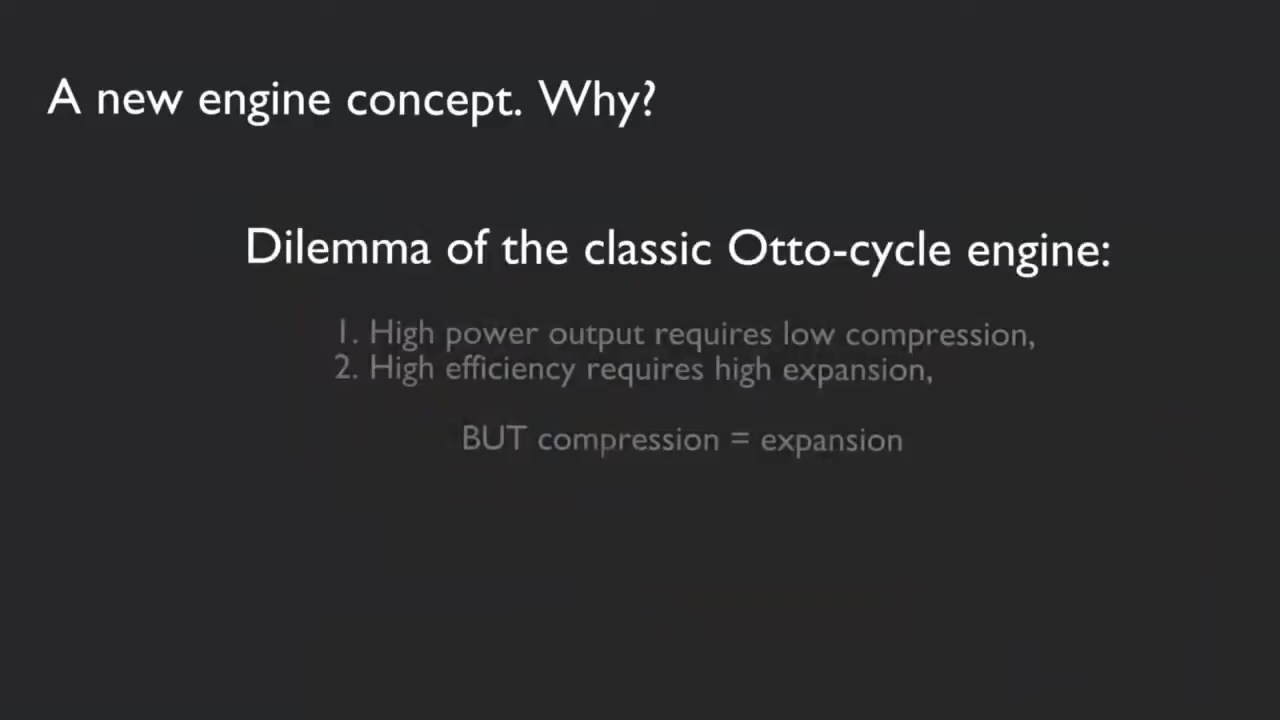 A new engine concept. Why?
Dilemma of the classic Otto-cycle engine:
1. High power output requires low compression,
2. High efficiency requires high expansion,
BUT compression = expansion